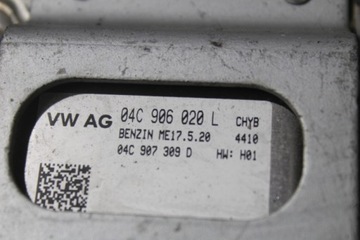 VW AG 04C 906 020 L CHYB
BENZIN ME17.5.20 4410
04C 907 309 D HW: H01